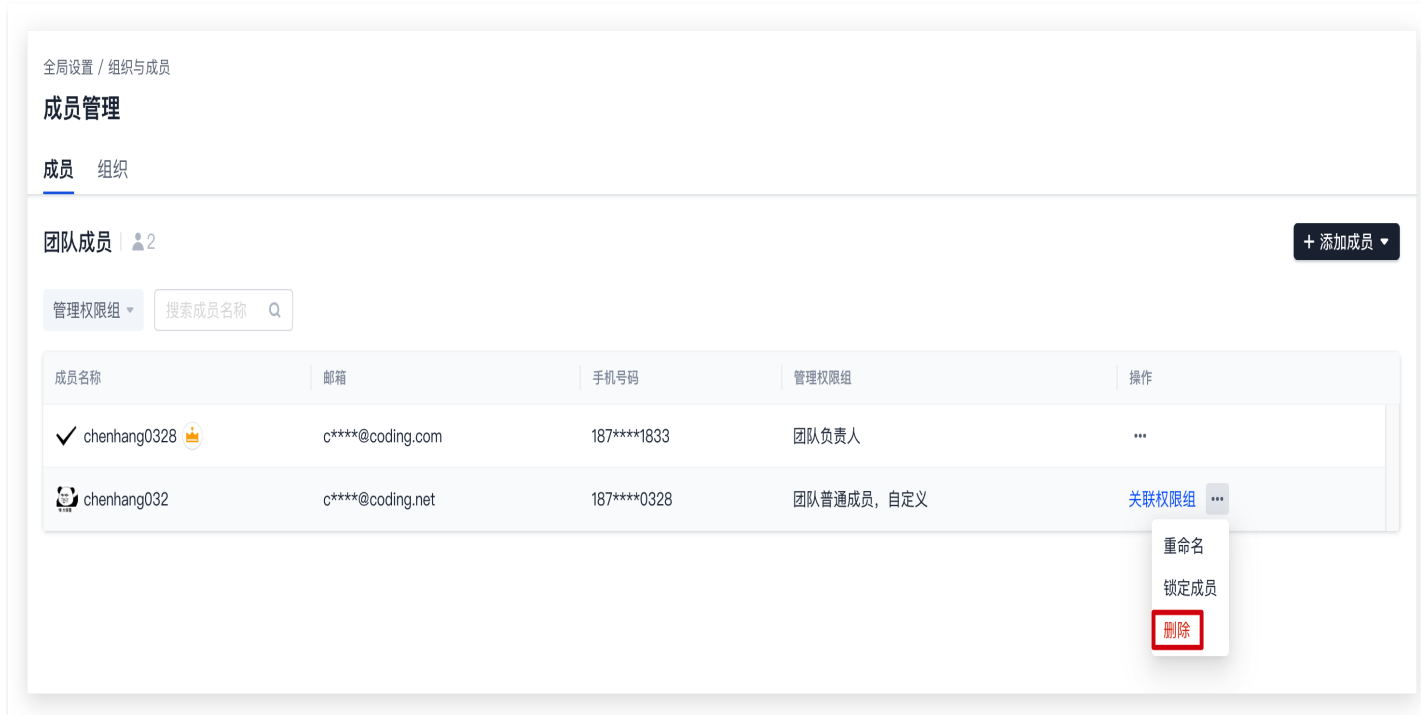 全局设置 / 组织与成员
成员管理
成员 组织
团队成员 2
+ 添加成员
管理权限组 搜索成员名称
成员名称 邮箱 手机号码 管理权限组 操作
chenhang0328 c****@coding.com 187****1833 团队负责人 ···
chenhang032 c****@coding.net 187****0328 团队普通成员，自定义 关联权限组 ···
重命名
锁定成员
删除